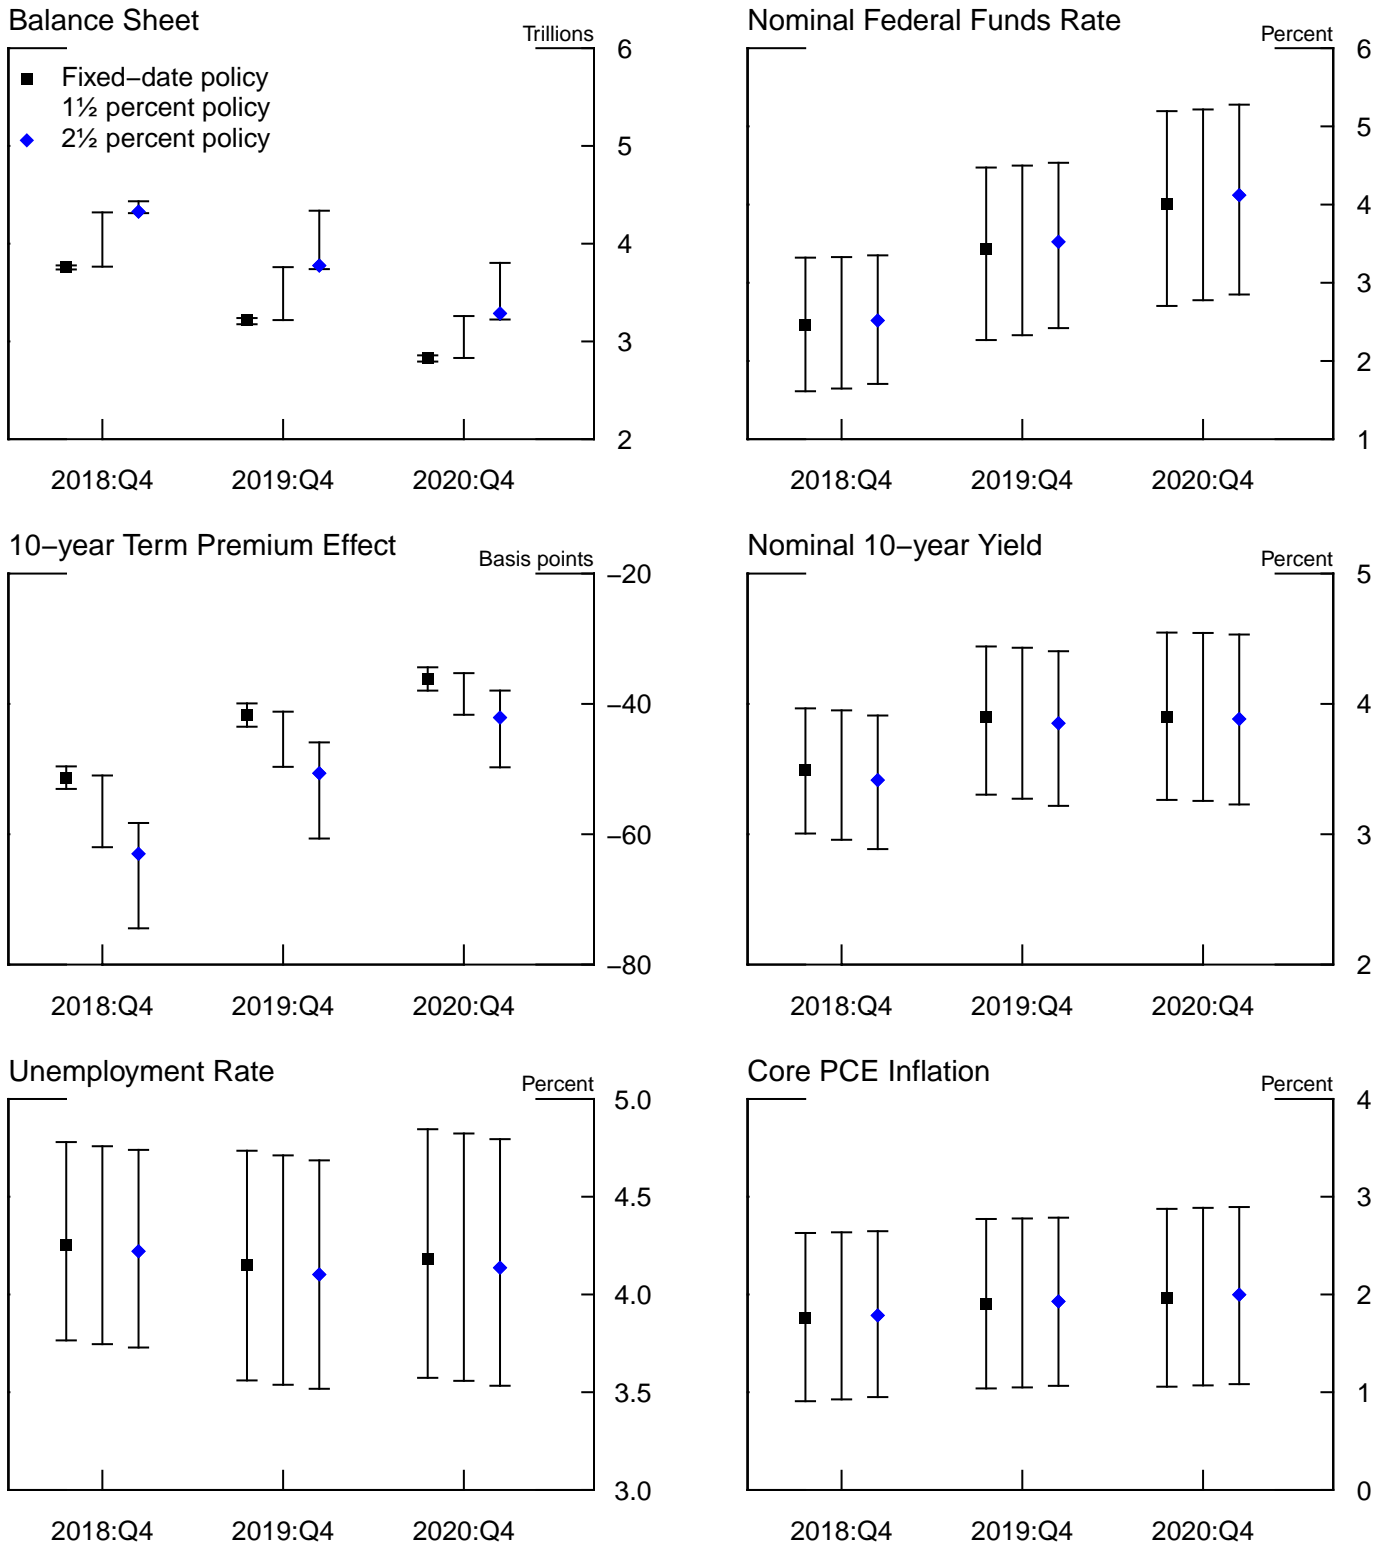 Balance Sheet
Trillions
6
5
4
3
2
Fixed−date policy
1½ percent policy
2½ percent policy
2018:Q4 2019:Q4 2020:Q4
Nominal Federal Funds Rate
Percent
6
5
4
3
2
1
2018:Q4 2019:Q4 2020:Q4
10−year Term Premium Effect
Basis points
−20
−40
−60
−80
2018:Q4 2019:Q4 2020:Q4
Nominal 10−year Yield
Percent
5
4
3
2
2018:Q4 2019:Q4 2020:Q4
Unemployment Rate
Percent
5.0
4.5
4.0
3.5
3.0
2018:Q4 2019:Q4 2020:Q4
Core PCE Inflation
Percent
4
3
2
1
0
2018:Q4 2019:Q4 2020:Q4